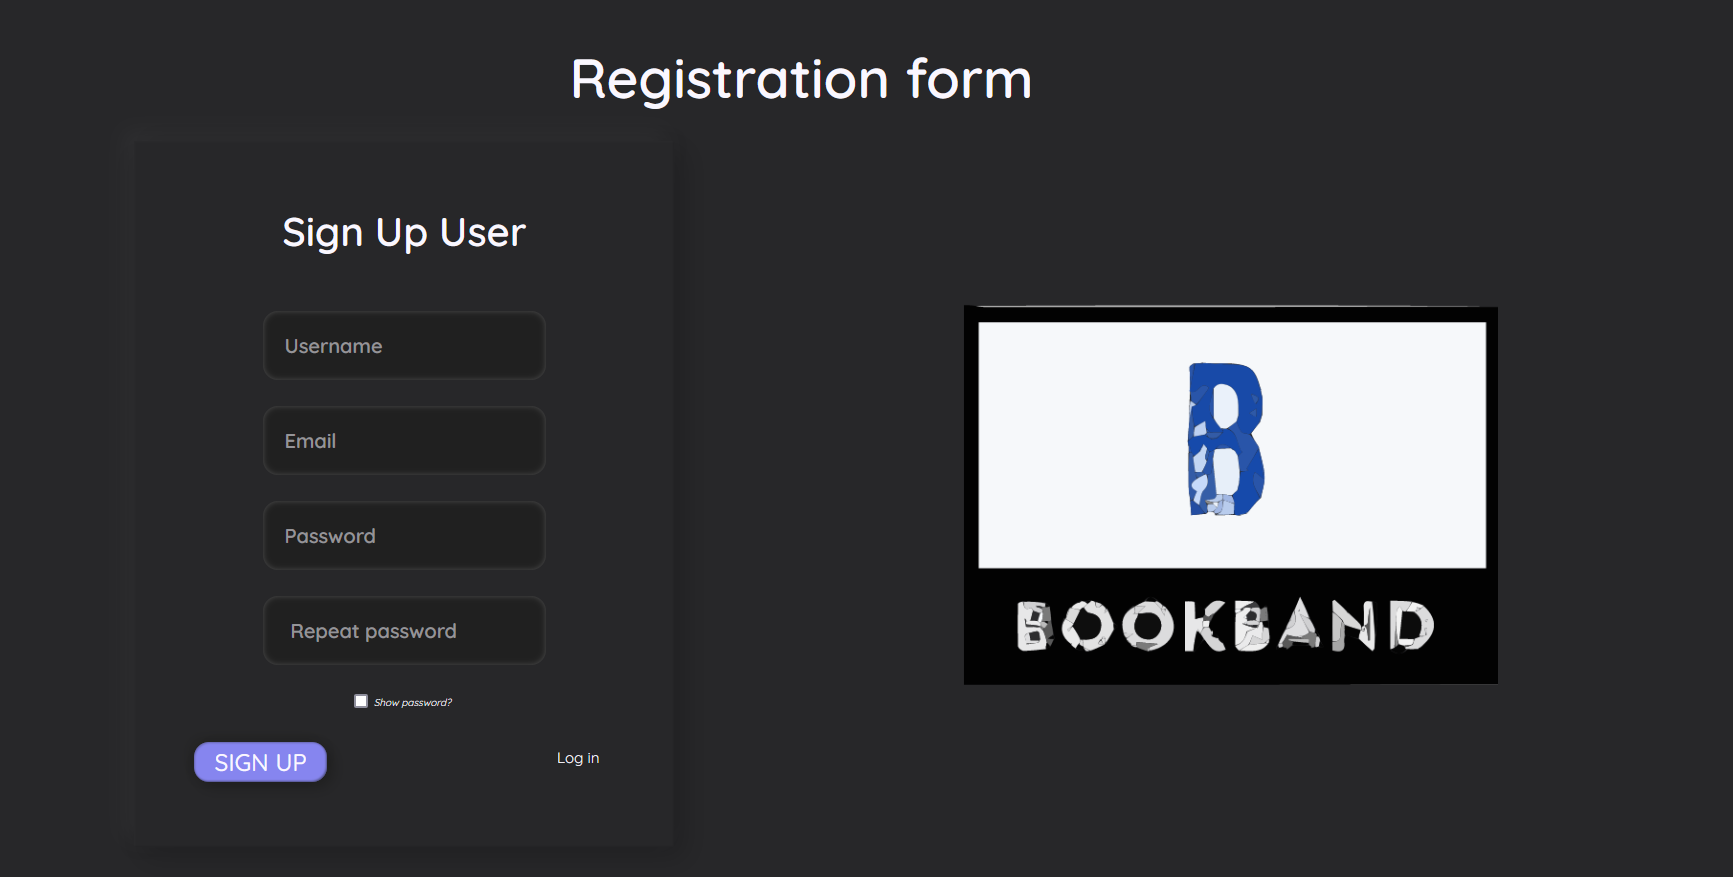 Registration form
Sign Up User
Username
Email
Password
Repeat password
Show password?
SIGN UP
Log in
B
BOOKBAND